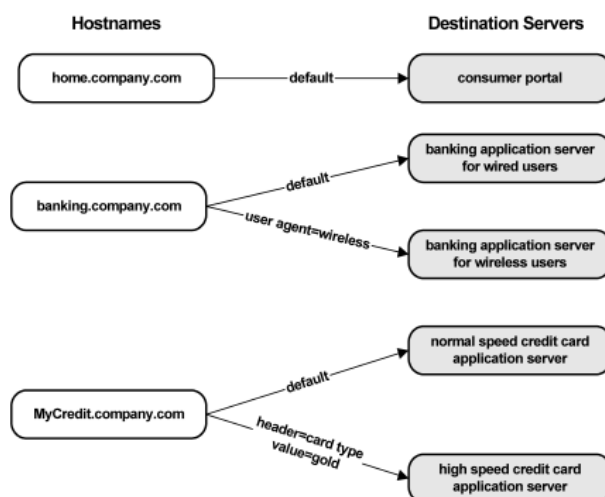 Hostnames
Destination Servers
home.company.com
default
consumer portal
banking application server
for wired users
default
banking.company.com
user agent=wireless
banking application server
for wireless users
normal speed credit card
application server
default
MyCredit.company.com
header=card type
value=gold
high speed credit card
application server